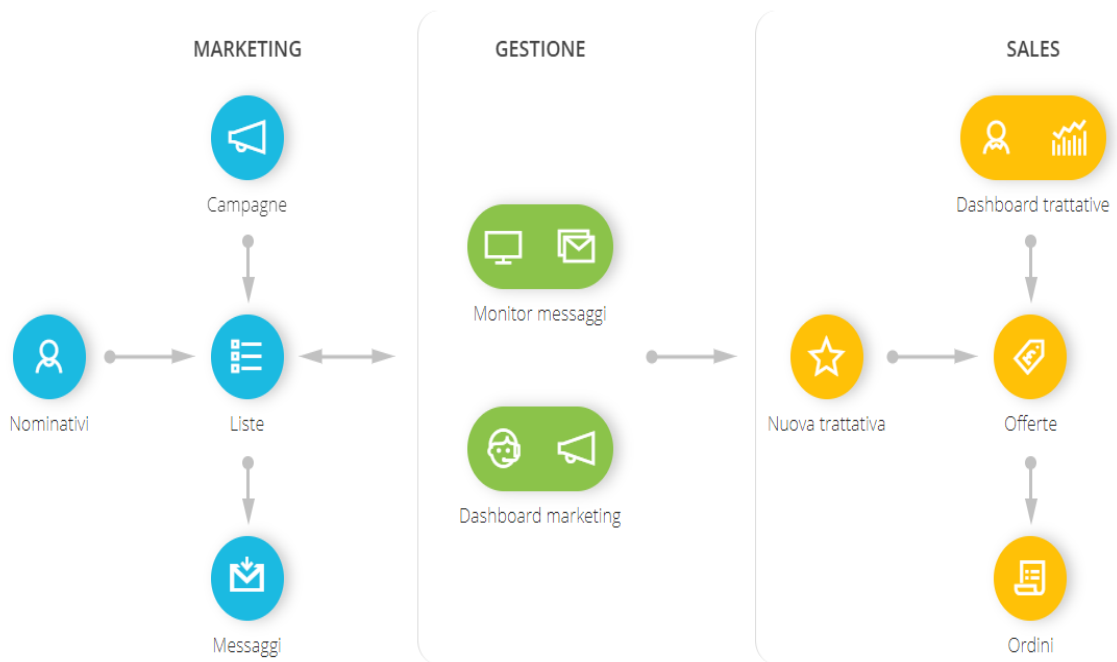 MARKETING
GESTIONE
SALES
Campagne
Dashboard trattative
Monitor messaggi
Nominativi
Liste
Nuova trattativa
Offerte
Dashboard marketing
Messaggi
Ordini